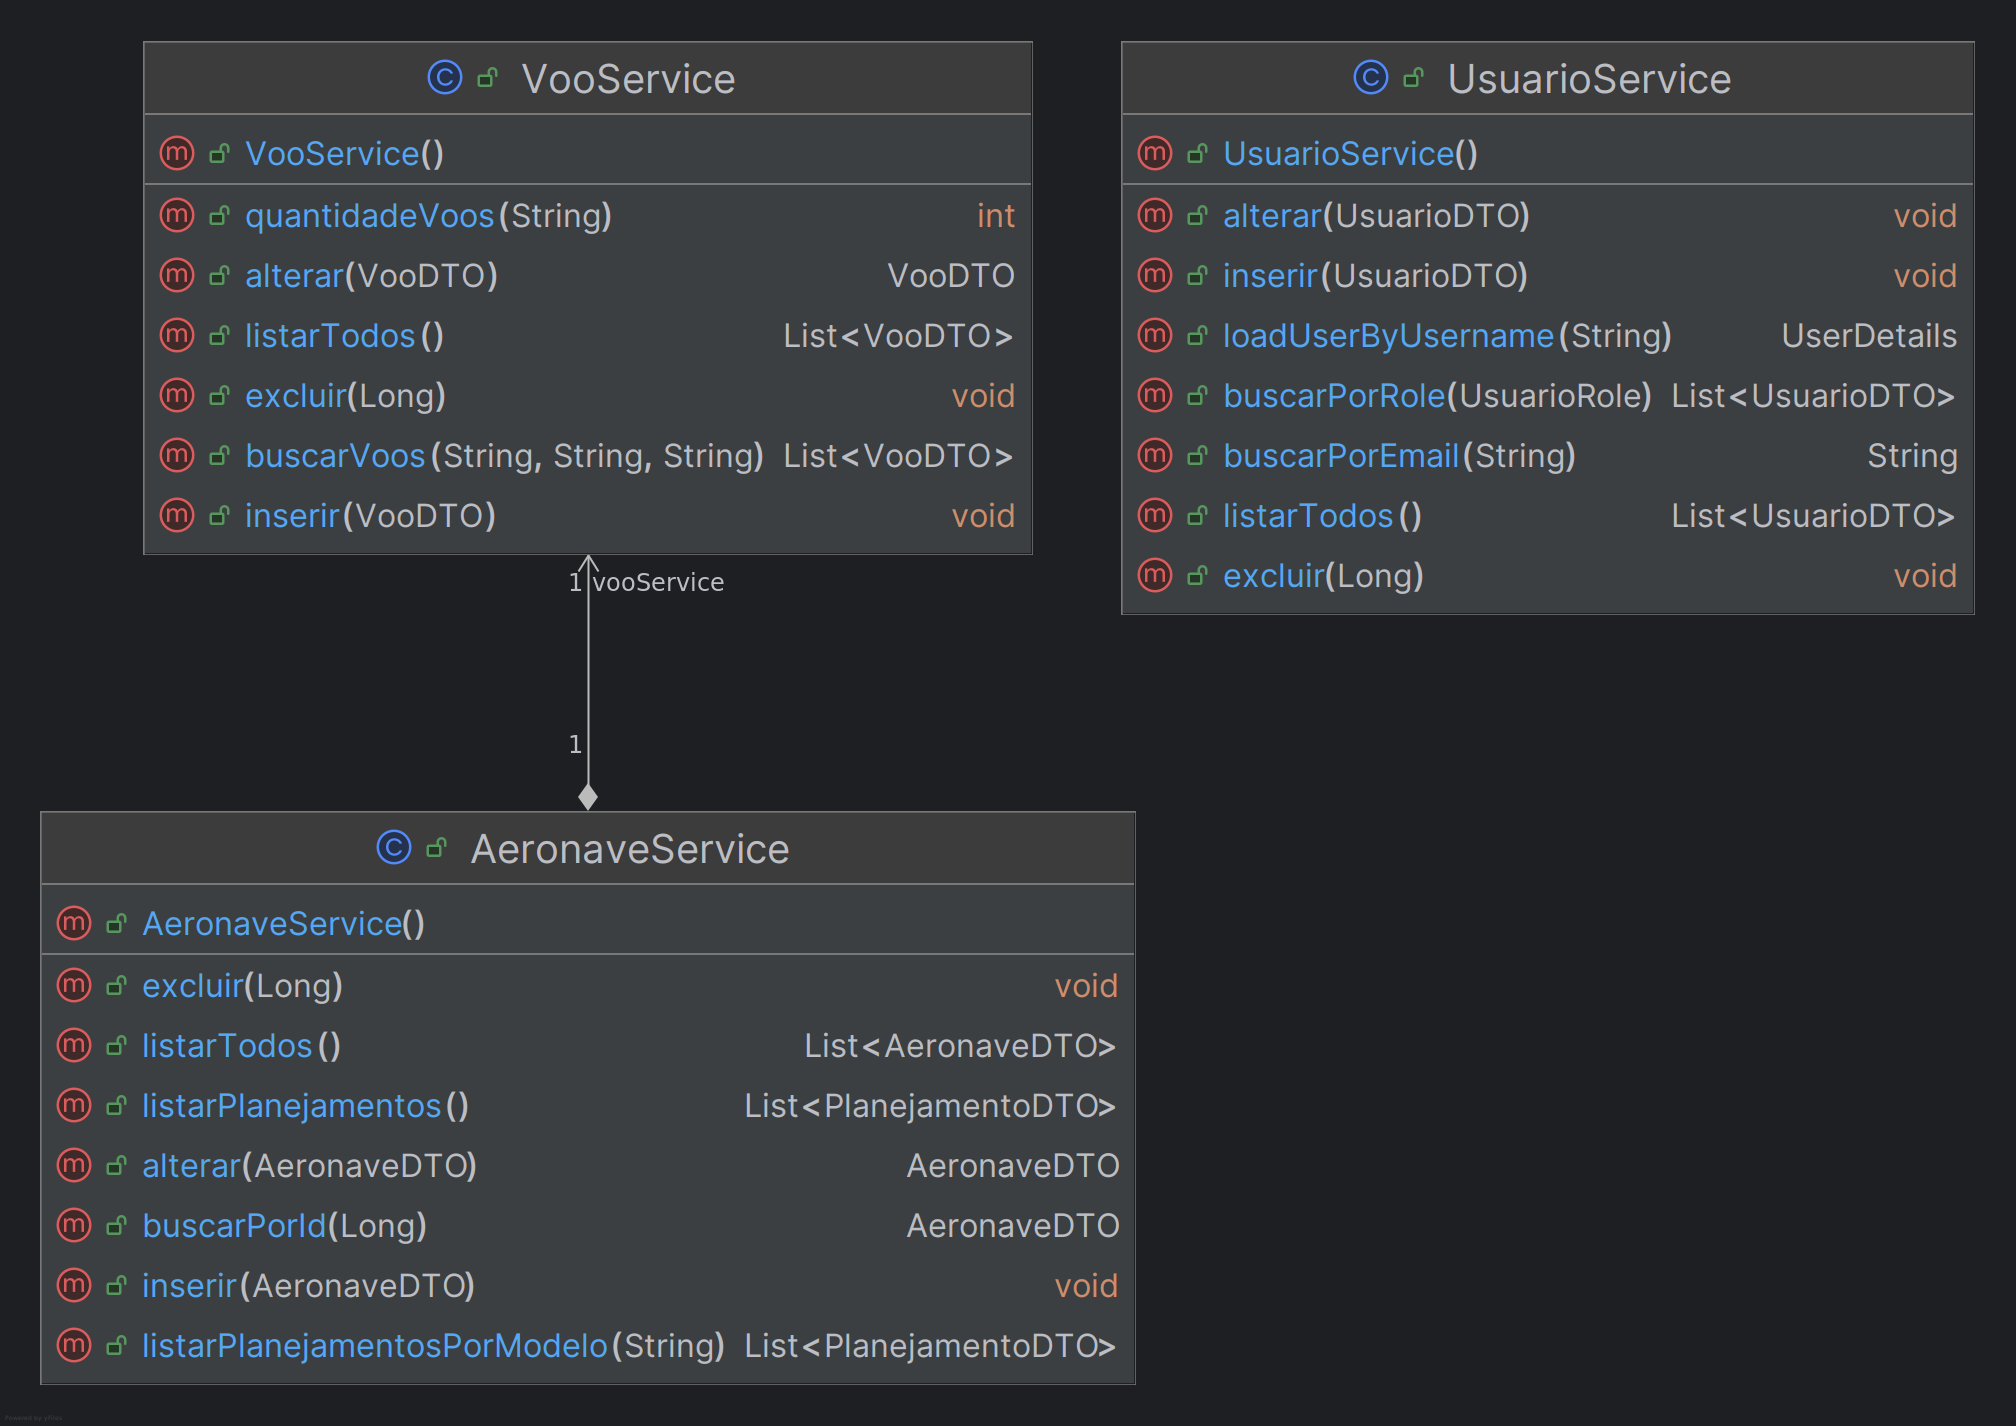 VooService
VooService()
quantidadeVoos(String) int
alterar(VooDTO) VooDTO
listarTodos() List<VooDTO>
excluir(Long) void
buscarVoos(String, String, String) List<VooDTO>
inserir(VooDTO) void
UsuarioService
UsuarioService()
alterar(UsuarioDTO) void
inserir(UsuarioDTO) void
loadUserByUsername(String) UserDetails
buscarPorRole(UsuarioRole) List<UsuarioDTO>
buscarPorEmail(String) String
listarTodos() List<UsuarioDTO>
excluir(Long) void
1 vooService
1
AeronaveService
AeronaveService()
excluir(Long) void
listarTodos() List<AeronaveDTO>
listarPlanejamentos() List<PlanejamentoDTO>
alterar(AeronaveDTO) AeronaveDTO
buscarPorId(Long) AeronaveDTO
inserir(AeronaveDTO) void
listarPlanejamentosPorModelo(String) List<PlanejamentoDTO>
Powered by yFiles